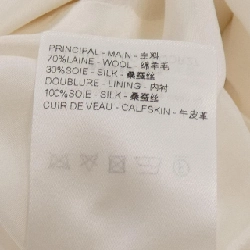 PRINCIPAL - MAIN - 主料
70%LAINE - WOOL - 绵羊毛
30%SOIE - SILK - 桑蚕丝
DOUBLURE - LINING - 内衬
100%SOIE - SILK - 桑蚕丝
CUIR DE VEAU - CALFSKIN - 牛皮革